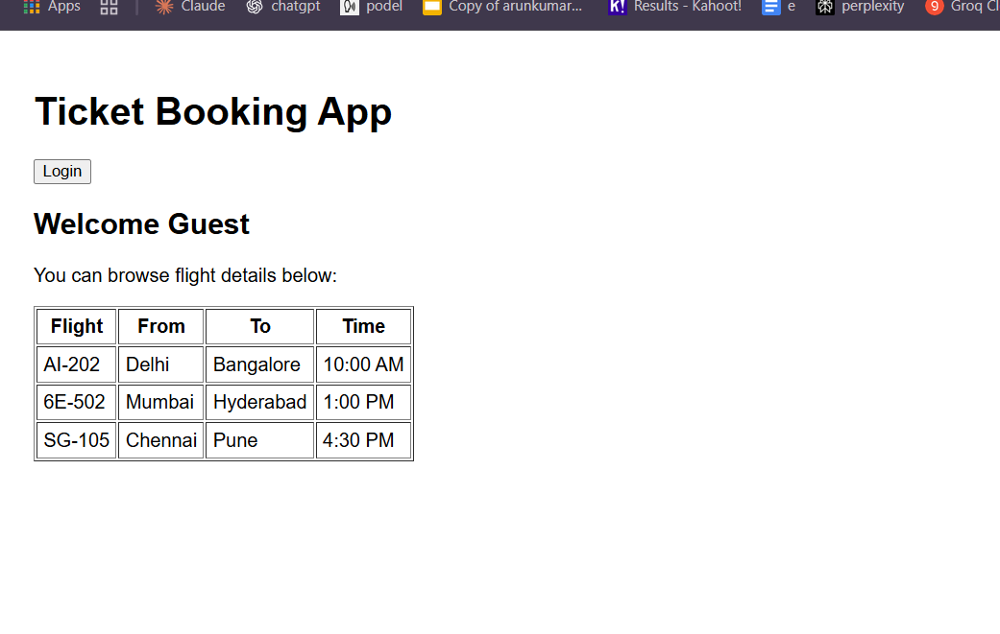 Apps Claude chatgpt podel Copy of arunkumar... K! Results - Kahoot! e perplexity 9 Groq Cl
Ticket Booking App
Login
Welcome Guest
You can browse flight details below:
Flight From To Time
AI-202 Delhi Bangalore 10:00 AM
6E-502 Mumbai Hyderabad 1:00 PM
SG-105 Chennai Pune 4:30 PM